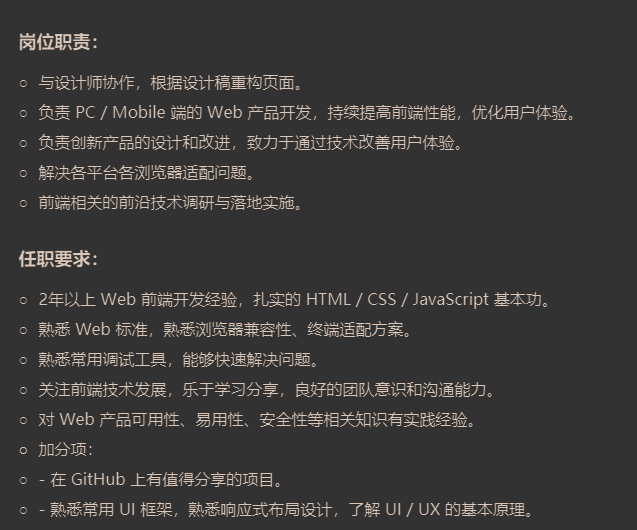 岗位职责：
○ 与设计师协作，根据设计稿重构页面。
○ 负责 PC / Mobile 端的 Web 产品开发，持续提高前端性能，优化用户体验。
○ 负责创新产品的设计和改进，致力于通过技术改善用户体验。
○ 解决各平台各浏览器适配问题。
○ 前端相关的前沿技术调研与落地实施。
任职要求：
○ 2年以上 Web 前端开发经验，扎实的 HTML / CSS / JavaScript 基本功。
○ 熟悉 Web 标准，熟悉浏览器兼容性、终端适配方案。
○ 熟悉常用调试工具，能够快速解决问题。
○ 关注前端技术发展，乐于学习分享，良好的团队意识和沟通能力。
○ 对 Web 产品可用性、易用性、安全性等相关知识有实践经验。
○ 加分项：
○ - 在 GitHub 上有值得分享的项目。
○ - 熟悉常用 UI 框架，熟悉响应式布局设计，了解 UI / UX 的基本原理。